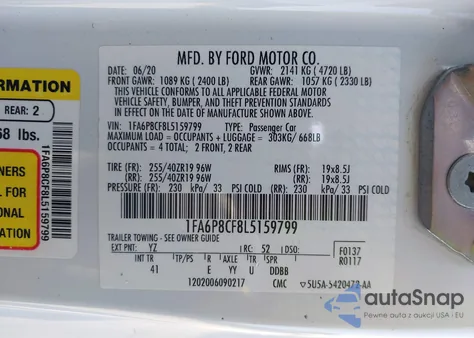 ORMATION
REAR: 2
68 lbs.
1FA6P8CF8L5159799
NERS
L FOR
ONAL
ON
MFD. BY FORD MOTOR CO.
06/20 GVWR: 2141 KG (4720 LB)
FRONT GAWR: 1089 KG (2400 LB) REAR GAWR: 1057 KG (2330 LB)
THIS VEHICLE CONFORMS TO ALL APPLICABLE FEDERAL MOTOR VEHICLE
SAFETY, BUMPER, AND THEFT PREVENTION STANDARDS IN
EFFECT ON THE DATE OF MANUFACTURE SHOWN ABOVE.
VIN: 1FA6P8CF8L5159799 TYPE: Passenger Car
MAXIMUM LOAD = OCCUPANTS + LUGGAGE = 303KG/ 668LB
OCCUPANTS = 4 TOTAL; 2 FRONT, 2 REAR
TIRE (FR): 255/40ZR19 96W RIMS (FR): 19x8.5J
(RR): 255/40ZR19 96W (RR): 19x8.5J
PRESSURE (FR): 230 kPa/ 33 PSI COLD (RR): 230 kPa/ 33 PSI COLD
1FA6P8CF8L5159799
TRAILER TOWING - SEE OWNER GUIDE
EXT PNT: YZ RC: 52 DSO: F0137
R0117
INT TR TP/PS R AXLE TR SPR
41 E YY U DDBB
1202006090217 CMC 5U5A-5420472-AA
autoSnap
Pewne auta z aukcji w USA i EU